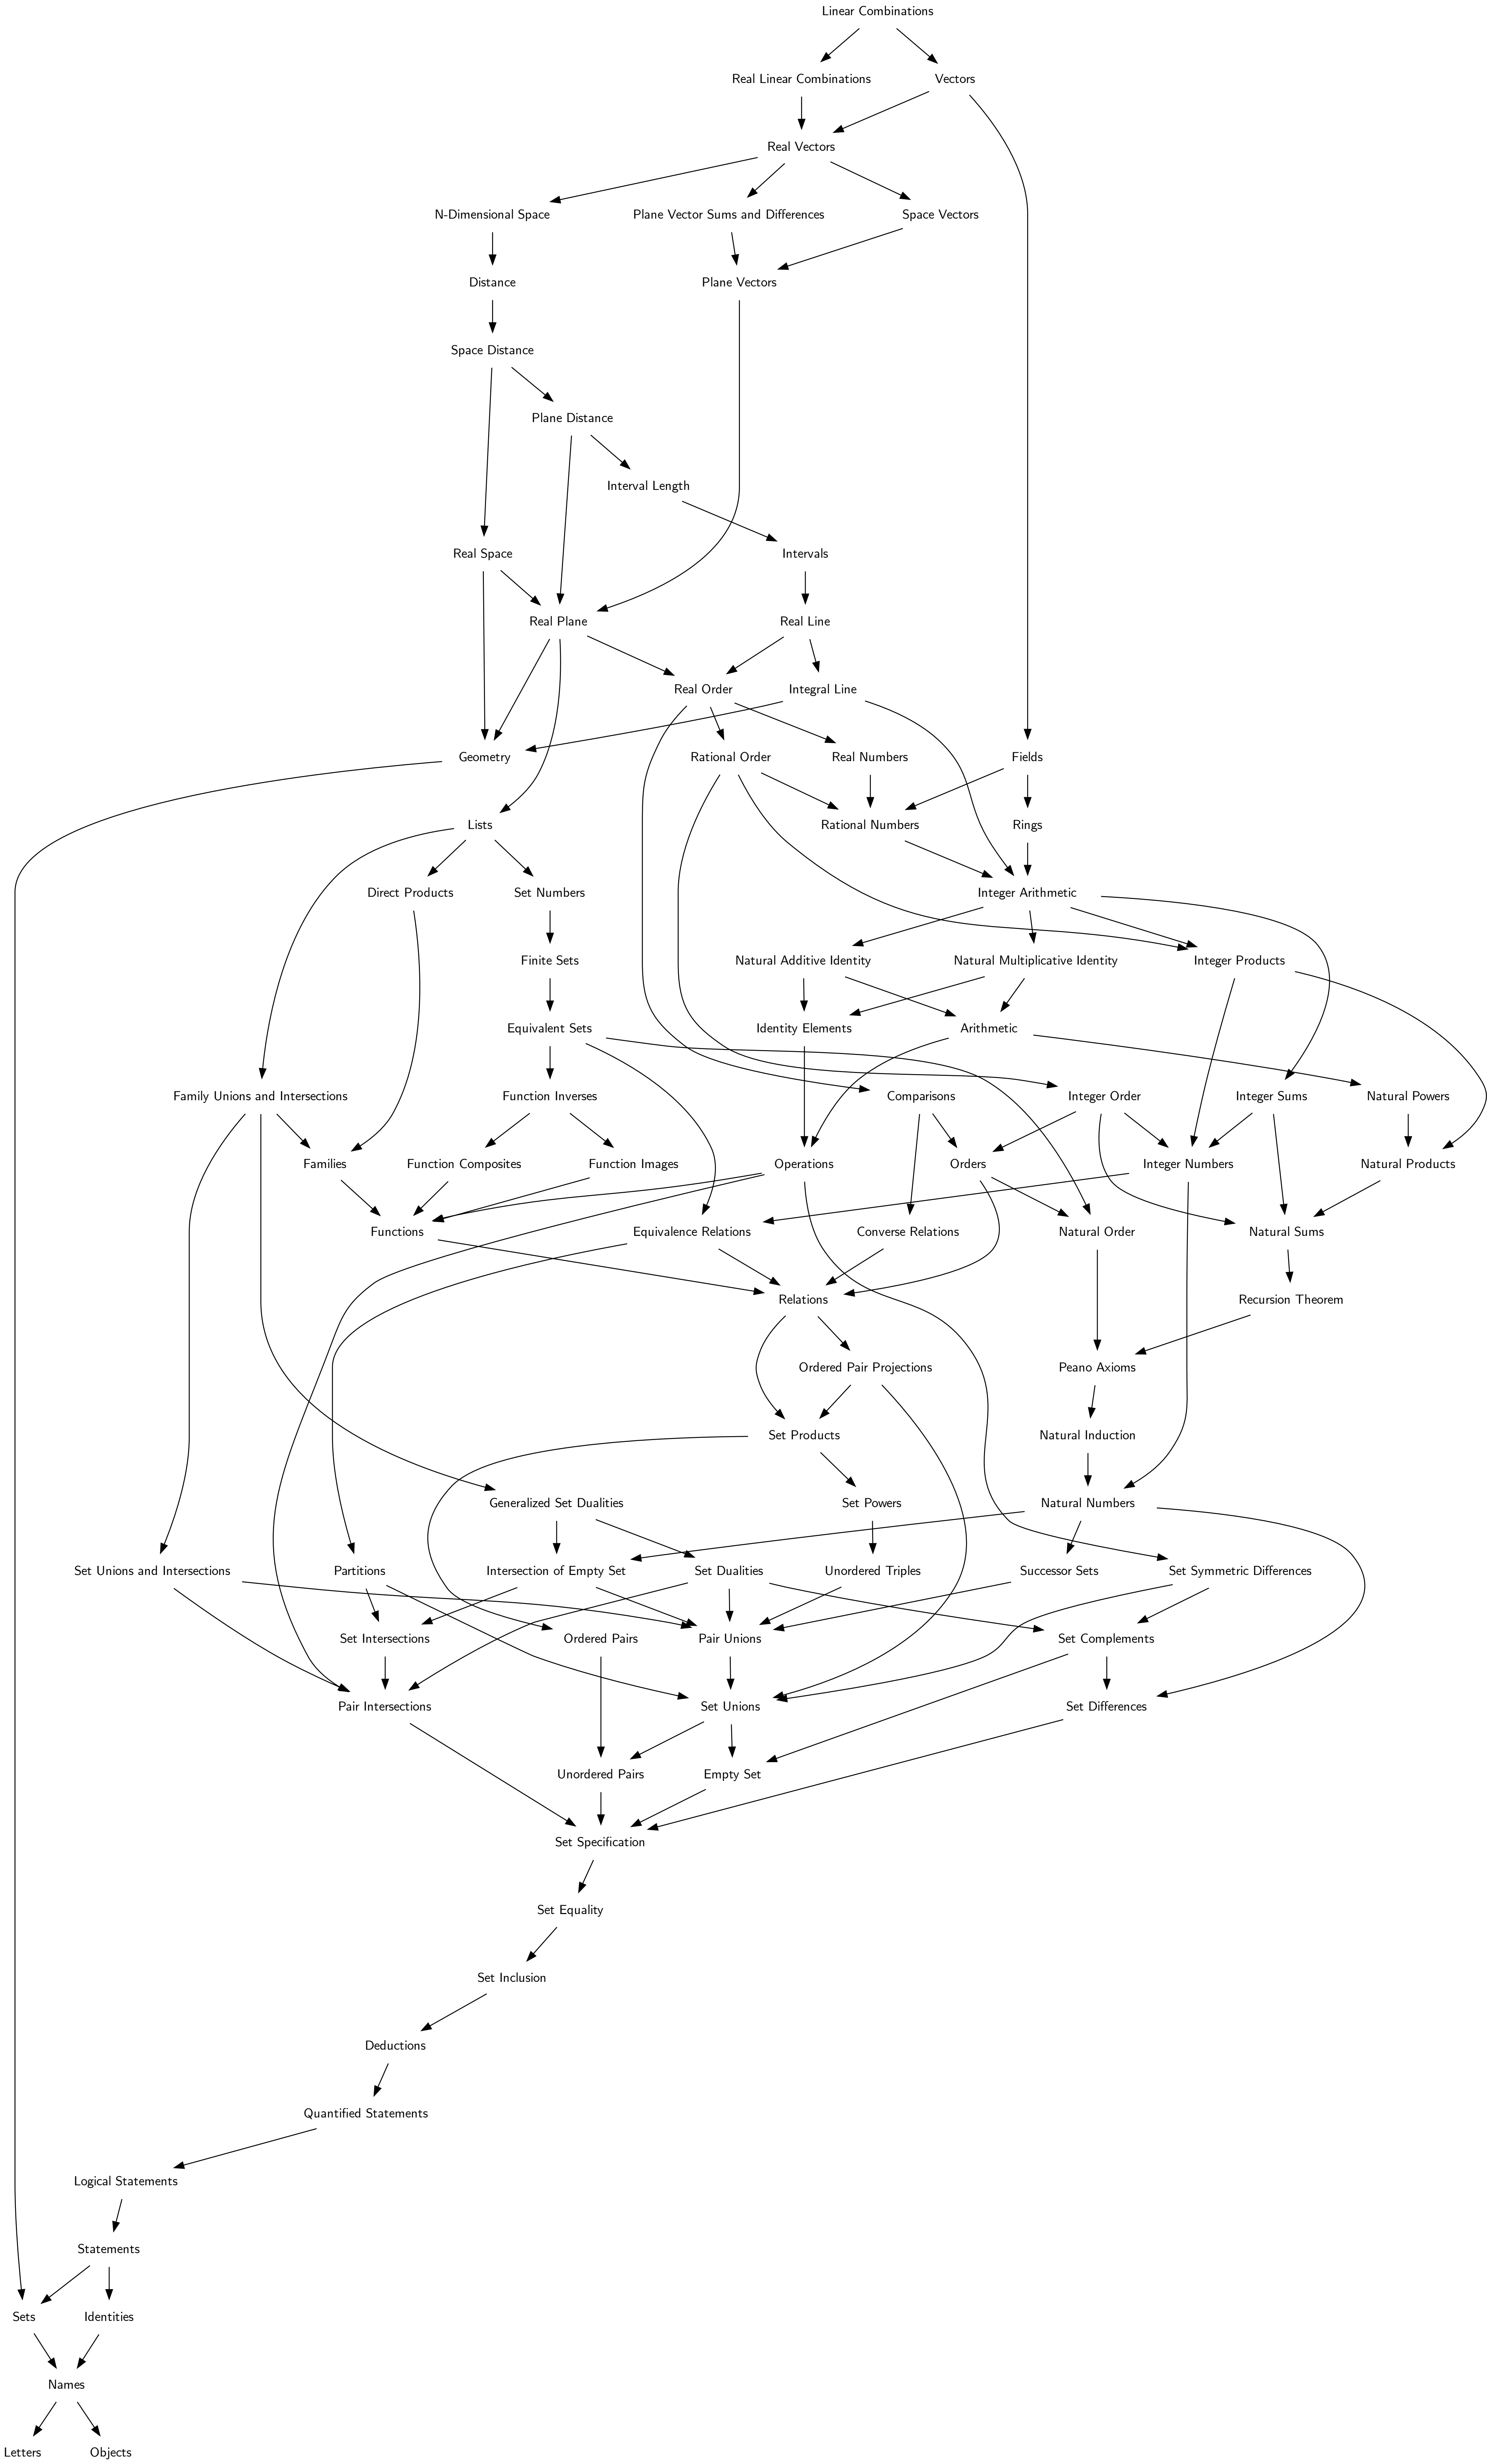 Linear Combinations
Real Linear Combinations
Vectors
Real Vectors
N-Dimensional Space
Plane Vector Sums and Differences
Space Vectors
Distance
Plane Vectors
Space Distance
Plane Distance
Interval Length
Real Space
Intervals
Real Plane
Real Line
Real Order
Integral Line
Geometry
Rational Order
Real Numbers
Fields
Lists
Rational Numbers
Rings
Direct Products
Set Numbers
Integer Arithmetic
Finite Sets
Natural Additive Identity
Natural Multiplicative Identity
Integer Products
Equivalent Sets
Identity Elements
Arithmetic
Family Unions and Intersections
Function Inverses
Comparisons
Integer Order
Integer Sums
Natural Powers
Families
Function Composites
Function Images
Operations
Orders
Integer Numbers
Natural Products
Functions
Equivalence Relations
Converse Relations
Natural Order
Natural Sums
Relations
Recursion Theorem
Ordered Pair Projections
Peano Axioms
Set Products
Natural Induction
Generalized Set Dualities
Set Powers
Natural Numbers
Set Unions and Intersections
Partitions
Intersection of Empty Set
Set Dualities
Unordered Triples
Successor Sets
Set Symmetric Differences
Set Intersections
Ordered Pairs
Pair Unions
Set Complements
Pair Intersections
Set Unions
Set Differences
Unordered Pairs
Empty Set
Set Specification
Set Equality
Set Inclusion
Deductions
Quantified Statements
Logical Statements
Statements
Sets
Identities
Names
Letters
Objects